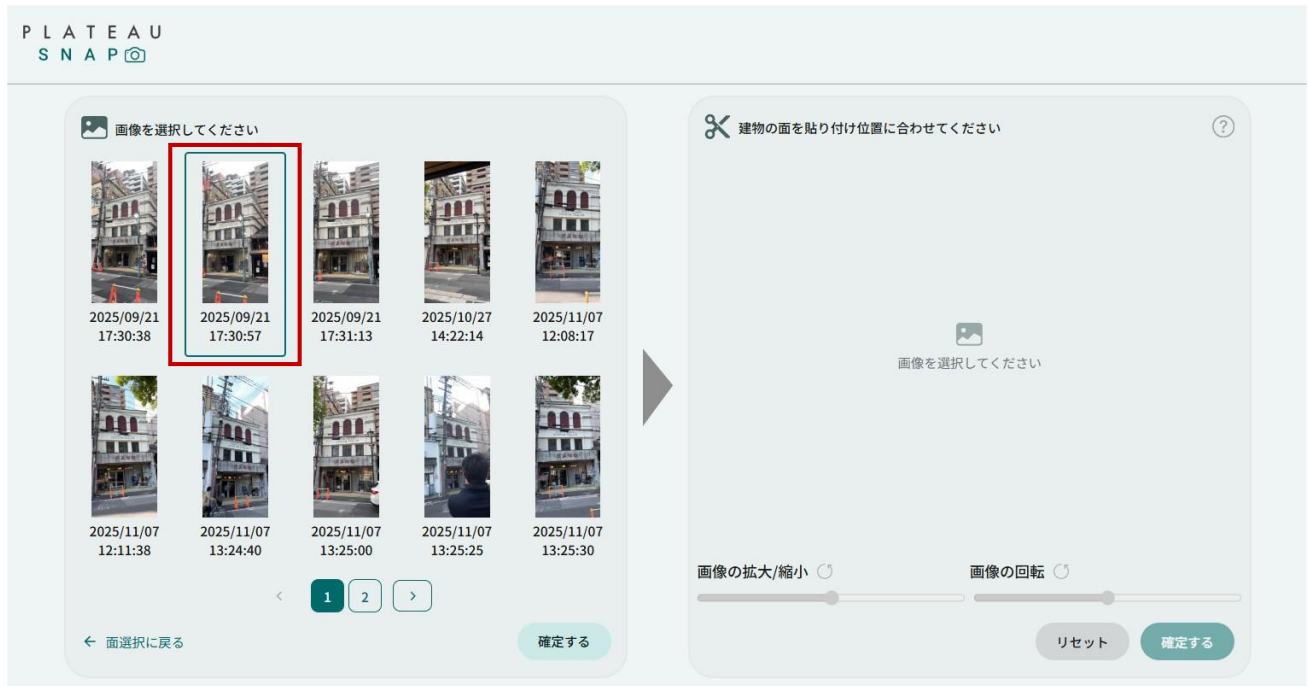 PLATEAU
SNAP
画像を選択してください
2025/09/21
17:30:38
2025/09/21
17:30:57
2025/09/21
17:31:13
2025/10/27
14:22:14
2025/11/07
12:08:17
2025/11/07
12:11:38
2025/11/07
13:24:40
2025/11/07
13:25:00
2025/11/07
13:25:25
2025/11/07
13:25:30
< 1 2 >
← 面選択に戻る
確定する
建物の面を貼り付け位置に合わせてください
?
画像を選択してください
画像の拡大/縮小
画像の回転
リセット
確定する